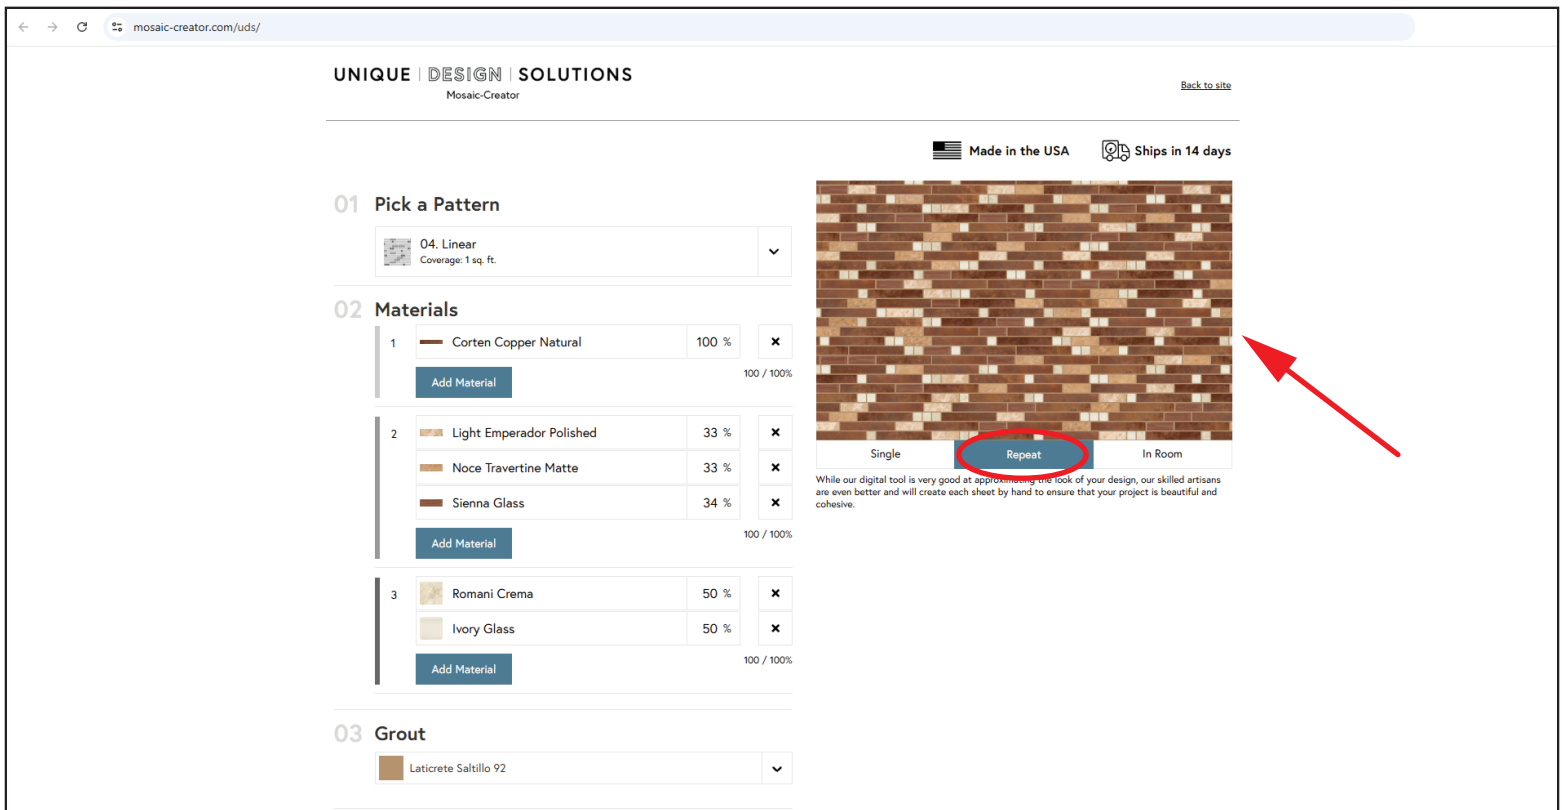 mosaic-creator.com/uds/
UNIQUE | DESIGN | SOLUTIONS
Mosaic-Creator
Back to site
Made in the USA
Ships in 14 days
01 Pick a Pattern
04. Linear
Coverage: 1 sq. ft.
02 Materials
1 Corten Copper Natural 100 %
Add Material 100 / 100%
2 Light Emperador Polished 33 %
Noce Travertine Matte 33 %
Sienna Glass 34 %
Add Material 100 / 100%
3 Romani Crema 50 %
Ivory Glass 50 %
Add Material 100 / 100%
03 Grout
Laticrete Saltillo 92
Single Repeat In Room
While our digital tool is very good at approximating the look of your design, our skilled artisans
are even better and will create each sheet by hand to ensure that your project is beautiful and
cohesive.